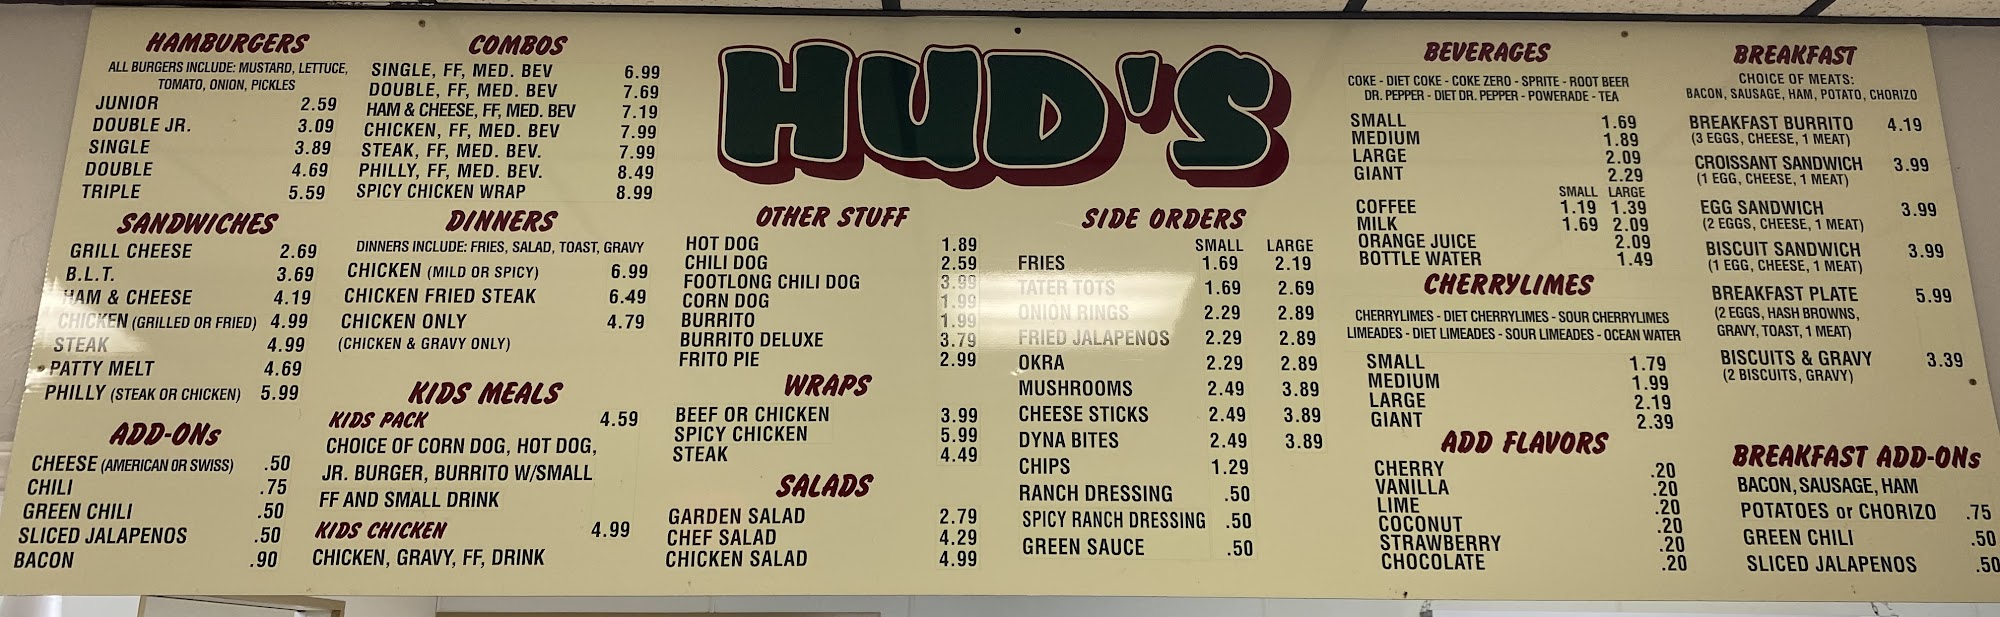 HUD'S
HAMBURGERS
ALL BURGERS INCLUDE: MUSTARD, LETTUCE,
TOMATO, ONION, PICKLES
JUNIOR 2.59
DOUBLE JR. 3.09
SINGLE 3.89
DOUBLE 4.69
TRIPLE 5.59
SANDWICHES
GRILL CHEESE 2.69
B.L.T. 3.69
HAM & CHEESE 4.19
CHICKEN (GRILLED OR FRIED) 4.99
STEAK 4.99
PATTY MELT 4.69
PHILLY (STEAK OR CHICKEN) 5.99
ADD-ONs
CHEESE (AMERICAN OR SWISS) .50
CHILI .75
GREEN CHILI .50
SLICED JALAPENOS .50
BACON .90
COMBOS
SINGLE, FF, MED. BEV 6.99
DOUBLE, FF, MED. BEV 7.69
HAM & CHEESE, FF, MED. BEV 7.19
CHICKEN, FF, MED. BEV 7.99
STEAK, FF, MED. BEV. 7.99
PHILLY, FF, MED. BEV. 8.49
SPICY CHICKEN WRAP 8.99
DINNERS
DINNERS INCLUDE: FRIES, SALAD, TOAST, GRAVY
CHICKEN (MILD OR SPICY) 6.99
CHICKEN FRIED STEAK 6.49
CHICKEN ONLY 4.79
(CHICKEN & GRAVY ONLY)
KIDS MEALS
KIDS PACK 4.59
CHOICE OF CORN DOG, HOT DOG,
JR. BURGER, BURRITO W/SMALL
FF AND SMALL DRINK
KIDS CHICKEN 4.99
CHICKEN, GRAVY, FF, DRINK
OTHER STUFF
HOT DOG 1.89
CHILI DOG 2.59
FOOTLONG CHILI DOG 3.99
CORN DOG 1.99
BURRITO 1.99
BURRITO DELUXE 3.79
FRITO PIE 2.99
WRAPS
BEEF OR CHICKEN 3.99
SPICY CHICKEN 5.99
STEAK 4.49
SALADS
GARDEN SALAD 2.79
CHEF SALAD 4.29
CHICKEN SALAD 4.99
SIDE ORDERS
SMALL LARGE
FRIES 1.69 2.19
TATER TOTS 1.69 2.69
ONION RINGS 2.29 2.89
FRIED JALAPENOS 2.29 2.89
OKRA 2.29 2.89
MUSHROOMS 2.49 3.89
CHEESE STICKS 2.49 3.89
DYNA BITES 2.49 3.89
CHIPS 1.29
RANCH DRESSING .50
SPICY RANCH DRESSING .50
GREEN SAUCE .50
BEVERAGES
COKE - DIET COKE - COKE ZERO - SPRITE - ROOT BEER
DR. PEPPER - DIET DR. PEPPER - POWERADE - TEA
SMALL 1.69
MEDIUM 1.89
LARGE 2.09
GIANT 2.29
SMALL LARGE
COFFEE 1.19 1.39
MILK 1.69 2.09
ORANGE JUICE 2.09
BOTTLE WATER 1.49
CHERRYLIMES
CHERRYLIMES - DIET CHERRYLIMES - SOUR CHERRYLIMES
LIMEADES - DIET LIMEADES - SOUR LIMEADES - OCEAN WATER
SMALL 1.79
MEDIUM 1.99
LARGE 2.19
GIANT 2.39
ADD FLAVORS
CHERRY .20
VANILLA .20
LIME .20
COCONUT .20
STRAWBERRY .20
CHOCOLATE .20
BREAKFAST
CHOICE OF MEATS:
BACON, SAUSAGE, HAM, POTATO, CHORIZO
BREAKFAST BURRITO 4.19
(3 EGGS, CHEESE, 1 MEAT)
CROISSANT SANDWICH 3.99
(1 EGG, CHEESE, 1 MEAT)
EGG SANDWICH 3.99
(2 EGGS, CHEESE, 1 MEAT)
BISCUIT SANDWICH 3.99
(1 EGG, CHEESE, 1 MEAT)
BREAKFAST PLATE 5.99
(2 EGGS, HASH BROWNS,
GRAVY, TOAST, 1 MEAT)
BISCUITS & GRAVY 3.39
(2 BISCUITS, GRAVY)
BREAKFAST ADD-ONs
BACON, SAUSAGE, HAM
POTATOES or CHORIZO .75
GREEN CHILI .50
SLICED JALAPENOS .50